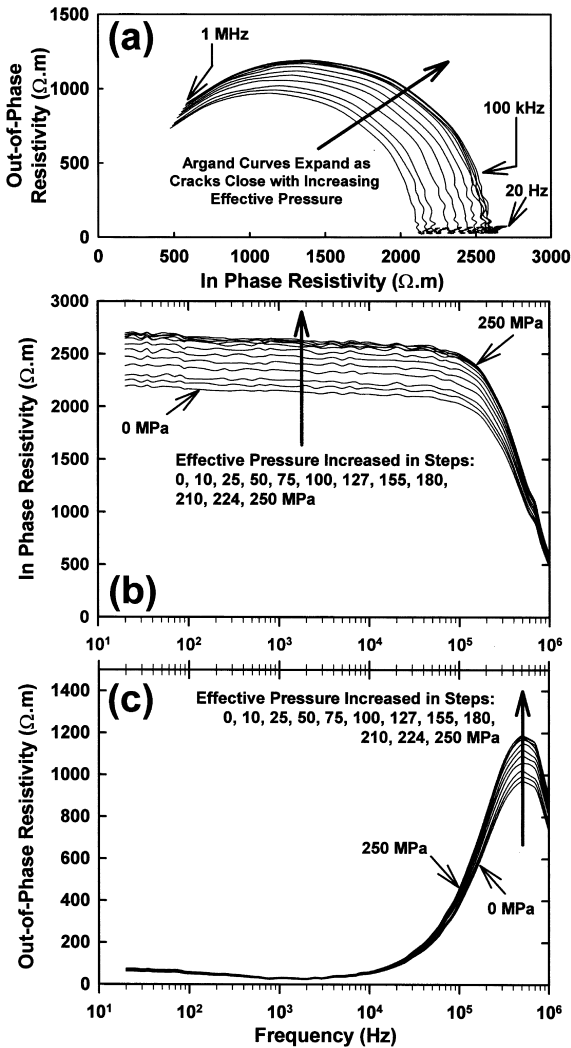 (a)
1 MHz
100 kHz
20 Hz
Argand Curves Expand as
Cracks Close with Increasing
Effective Pressure
Out-of-Phase
Resistivity (Ω.m)
1500
1000
500
0
0 500 1000 1500 2000 2500 3000
In Phase Resistivity (Ω.m)
3000
2500
2000
1500
1000
500
0
In Phase Resistivity (Ω.m)
250 MPa
0 MPa
Effective Pressure Increased in Steps:
0, 10, 25, 50, 75, 100, 127, 155, 180,
210, 224, 250 MPa
(b)
10¹ 10² 10³ 10⁴ 10⁵ 10⁶
(c)
Effective Pressure Increased in Steps:
0, 10, 25, 50, 75, 100, 127, 155, 180,
210, 224, 250 MPa
250 MPa
0 MPa
1400
1200
1000
800
600
400
200
0
Out-of-Phase Resistivity (Ω.m)
10¹ 10² 10³ 10⁴ 10⁵ 10⁶
Frequency (Hz)